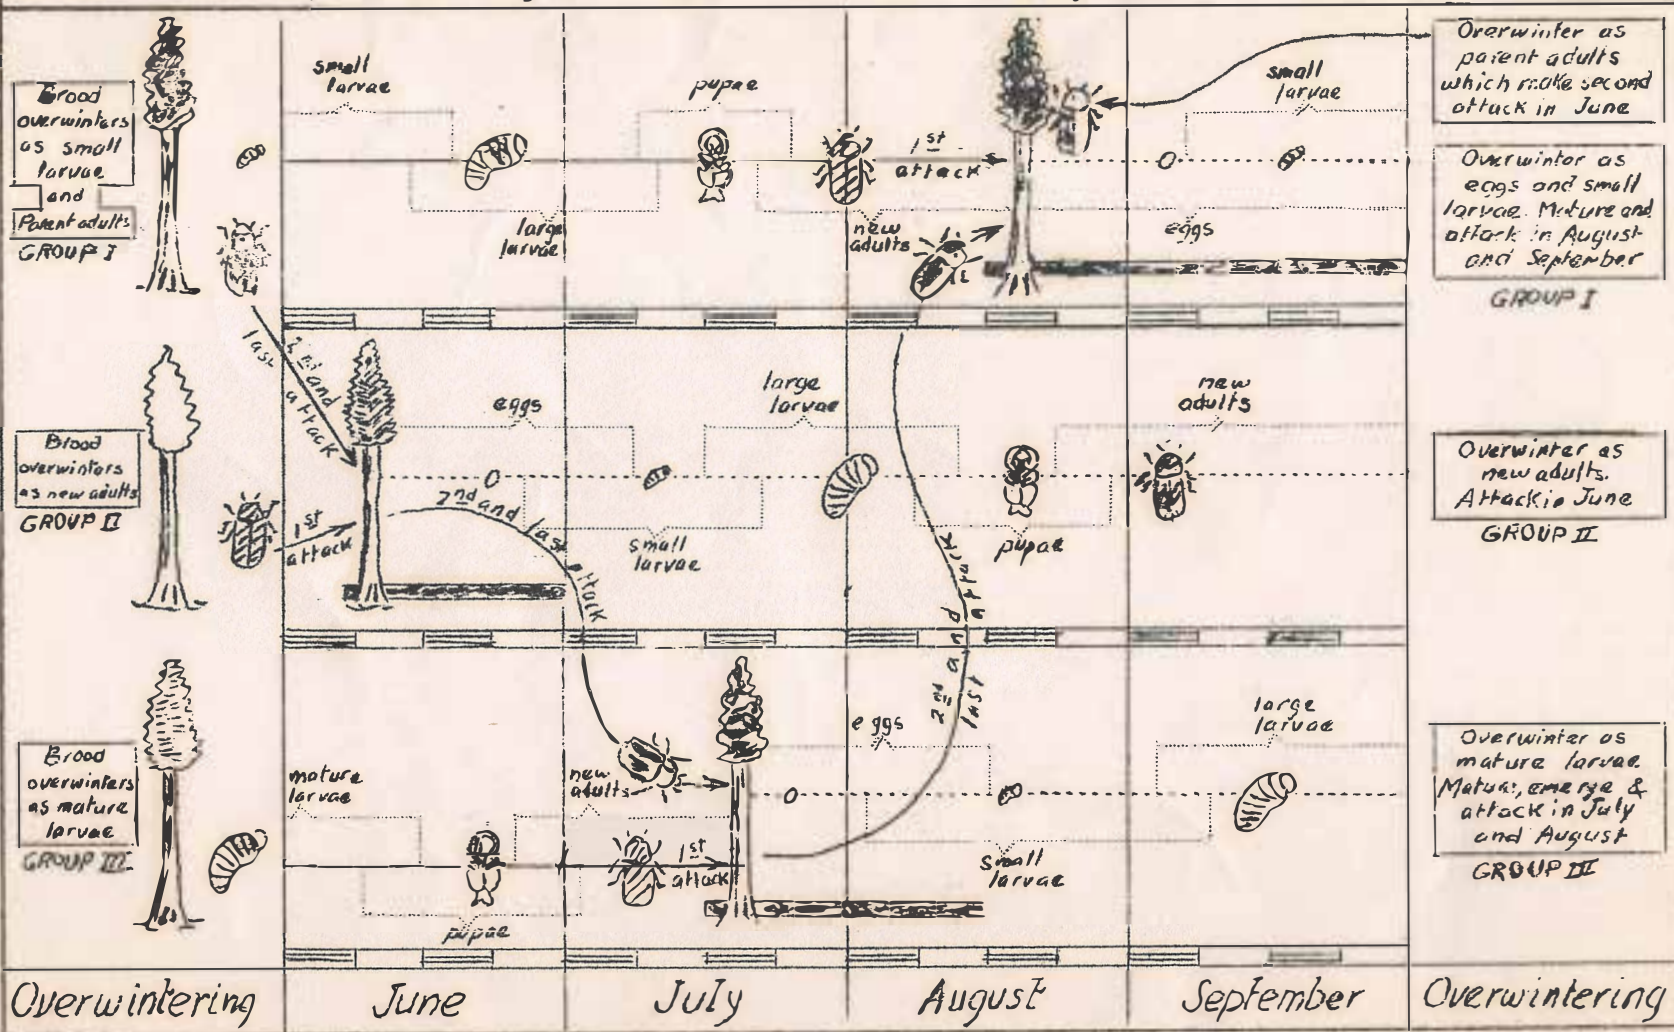 Brood
overwinters
as small
larvae
and
Parent adults
GROUP I
small
larvae
large
larvae
pupae
new
adults
1st
attack
small
larvae
eggs
Overwinter as
parent adults
which make second
attack in June
Overwinter as
eggs and small
larvae. Mature and
attack in August
and September
GROUP I
2nd and
last attack
Brood
overwinters
as new adults
GROUP II
1st
attack
eggs
2nd and last attack
small
larvae
large
larvae
pupae
new
adults
Overwinter as
new adults.
Attack in June
GROUP II
2nd and
last attack
Brood
overwinters
as mature
larvae
GROUP III
mature
larvae
pupae
new
adults
1st
attack
eggs
small
larvae
large
larvae
Overwinter as
mature larvae
Mature, emerge &
attack in July
and August
GROUP III
Overwintering
June
July
August
September
Overwintering